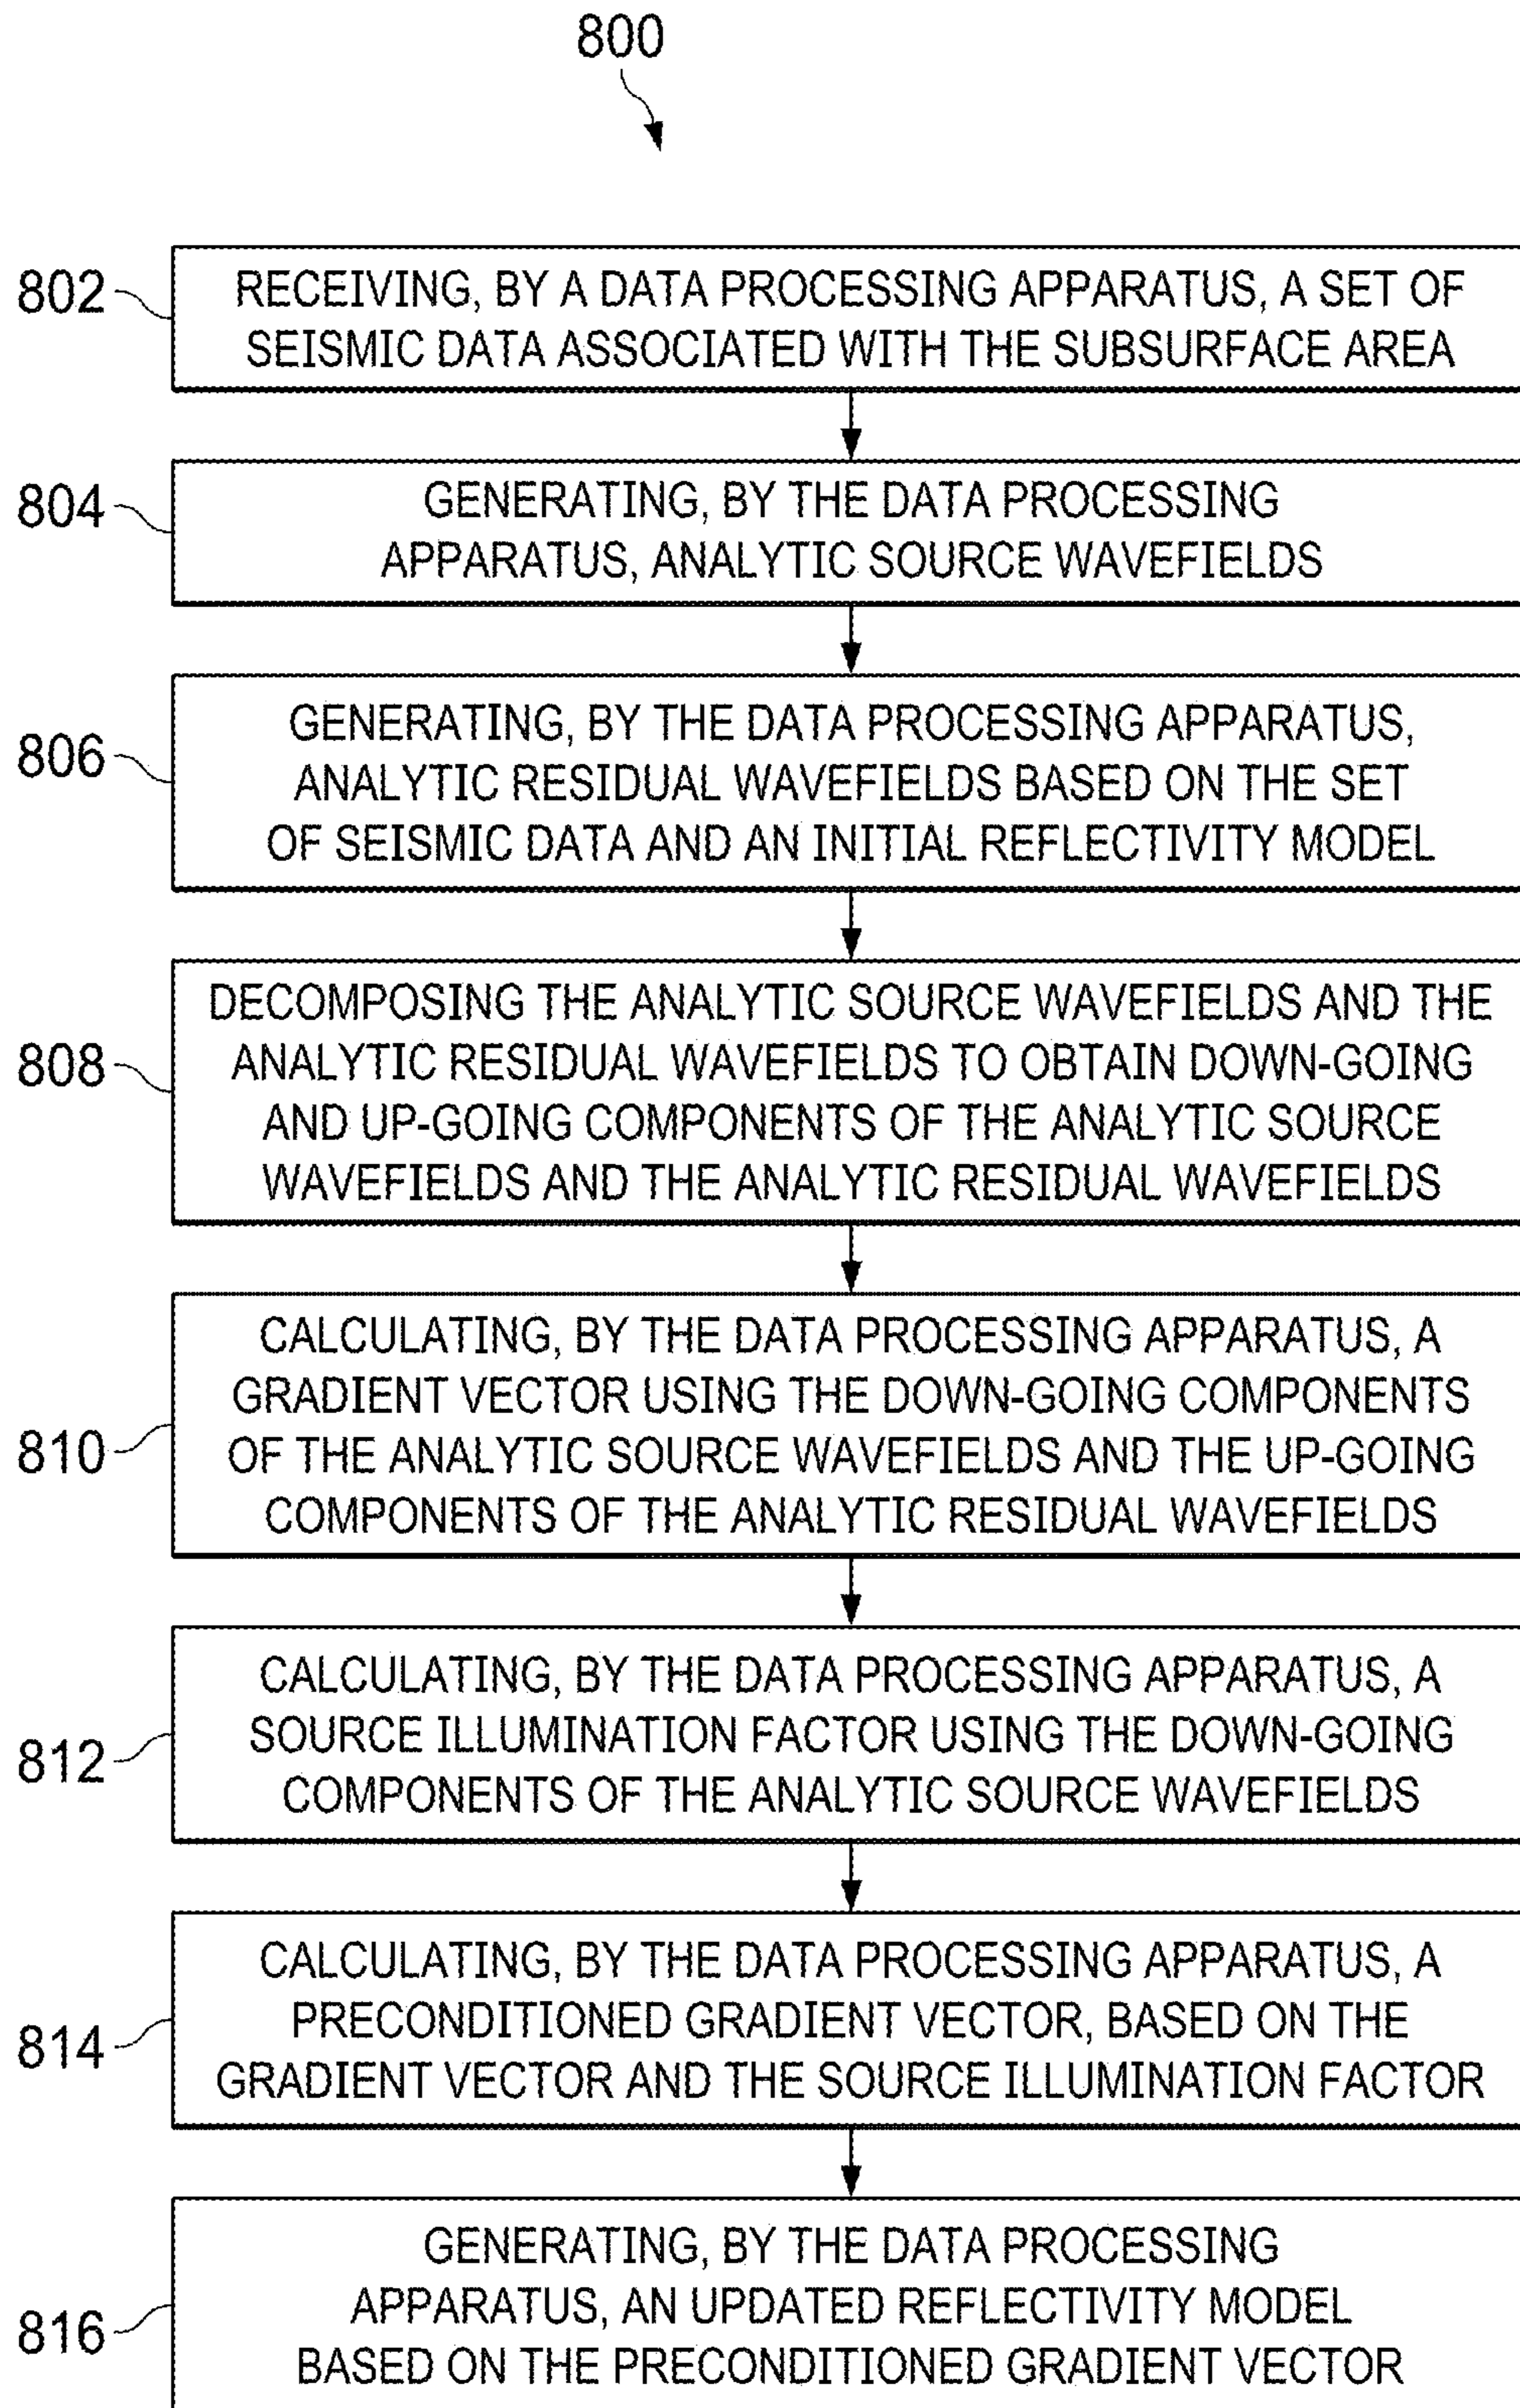 800
802
RECEIVING, BY A DATA PROCESSING APPARATUS, A SET OF
SEISMIC DATA ASSOCIATED WITH THE SUBSURFACE AREA
804
GENERATING, BY THE DATA PROCESSING
APPARATUS, ANALYTIC SOURCE WAVEFIELDS
806
GENERATING, BY THE DATA PROCESSING APPARATUS,
ANALYTIC RESIDUAL WAVEFIELDS BASED ON THE SET
OF SEISMIC DATA AND AN INITIAL REFLECTIVITY MODEL
808
DECOMPOSING THE ANALYTIC SOURCE WAVEFIELDS AND THE
ANALYTIC RESIDUAL WAVEFIELDS TO OBTAIN DOWN-GOING
AND UP-GOING COMPONENTS OF THE ANALYTIC SOURCE
WAVEFIELDS AND THE ANALYTIC RESIDUAL WAVEFIELDS
810
CALCULATING, BY THE DATA PROCESSING APPARATUS, A
GRADIENT VECTOR USING THE DOWN-GOING COMPONENTS
OF THE ANALYTIC SOURCE WAVEFIELDS AND THE UP-GOING
COMPONENTS OF THE ANALYTIC RESIDUAL WAVEFIELDS
812
CALCULATING, BY THE DATA PROCESSING APPARATUS, A
SOURCE ILLUMINATION FACTOR USING THE DOWN-GOING
COMPONENTS OF THE ANALYTIC SOURCE WAVEFIELDS
814
CALCULATING, BY THE DATA PROCESSING APPARATUS, A
PRECONDITIONED GRADIENT VECTOR, BASED ON THE
GRADIENT VECTOR AND THE SOURCE ILLUMINATION FACTOR
816
GENERATING, BY THE DATA PROCESSING
APPARATUS, AN UPDATED REFLECTIVITY MODEL
BASED ON THE PRECONDITIONED GRADIENT VECTOR